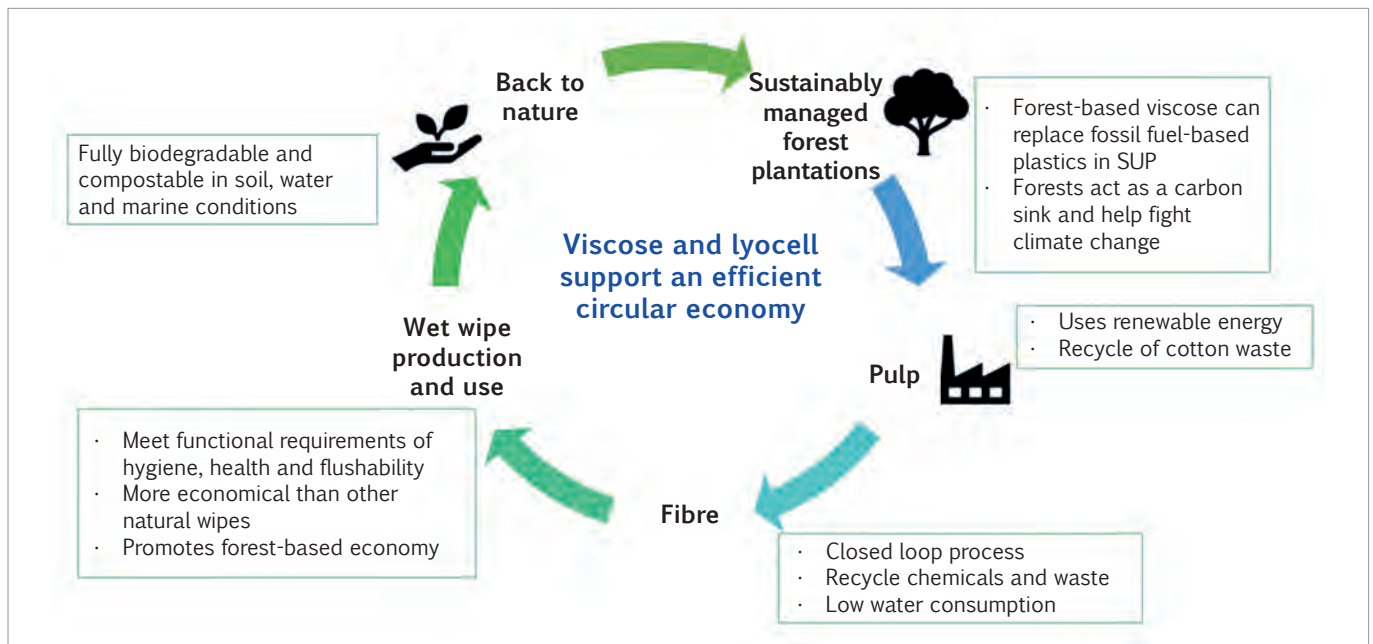 Back to
nature
Sustainably
managed
forest
plantations
· Forest-based viscose can
replace fossil fuel-based
plastics in SUP
· Forests act as a carbon
sink and help fight
climate change
Fully biodegradable and
compostable in soil, water
and marine conditions
Viscose and lyocell
support an efficient
circular economy
Pulp
· Uses renewable energy
· Recycle of cotton waste
Wet wipe
production
and use
· Meet functional requirements of
hygiene, health and flushability
· More economical than other
natural wipes
· Promotes forest-based economy
Fibre
· Closed loop process
· Recycle chemicals and waste
· Low water consumption